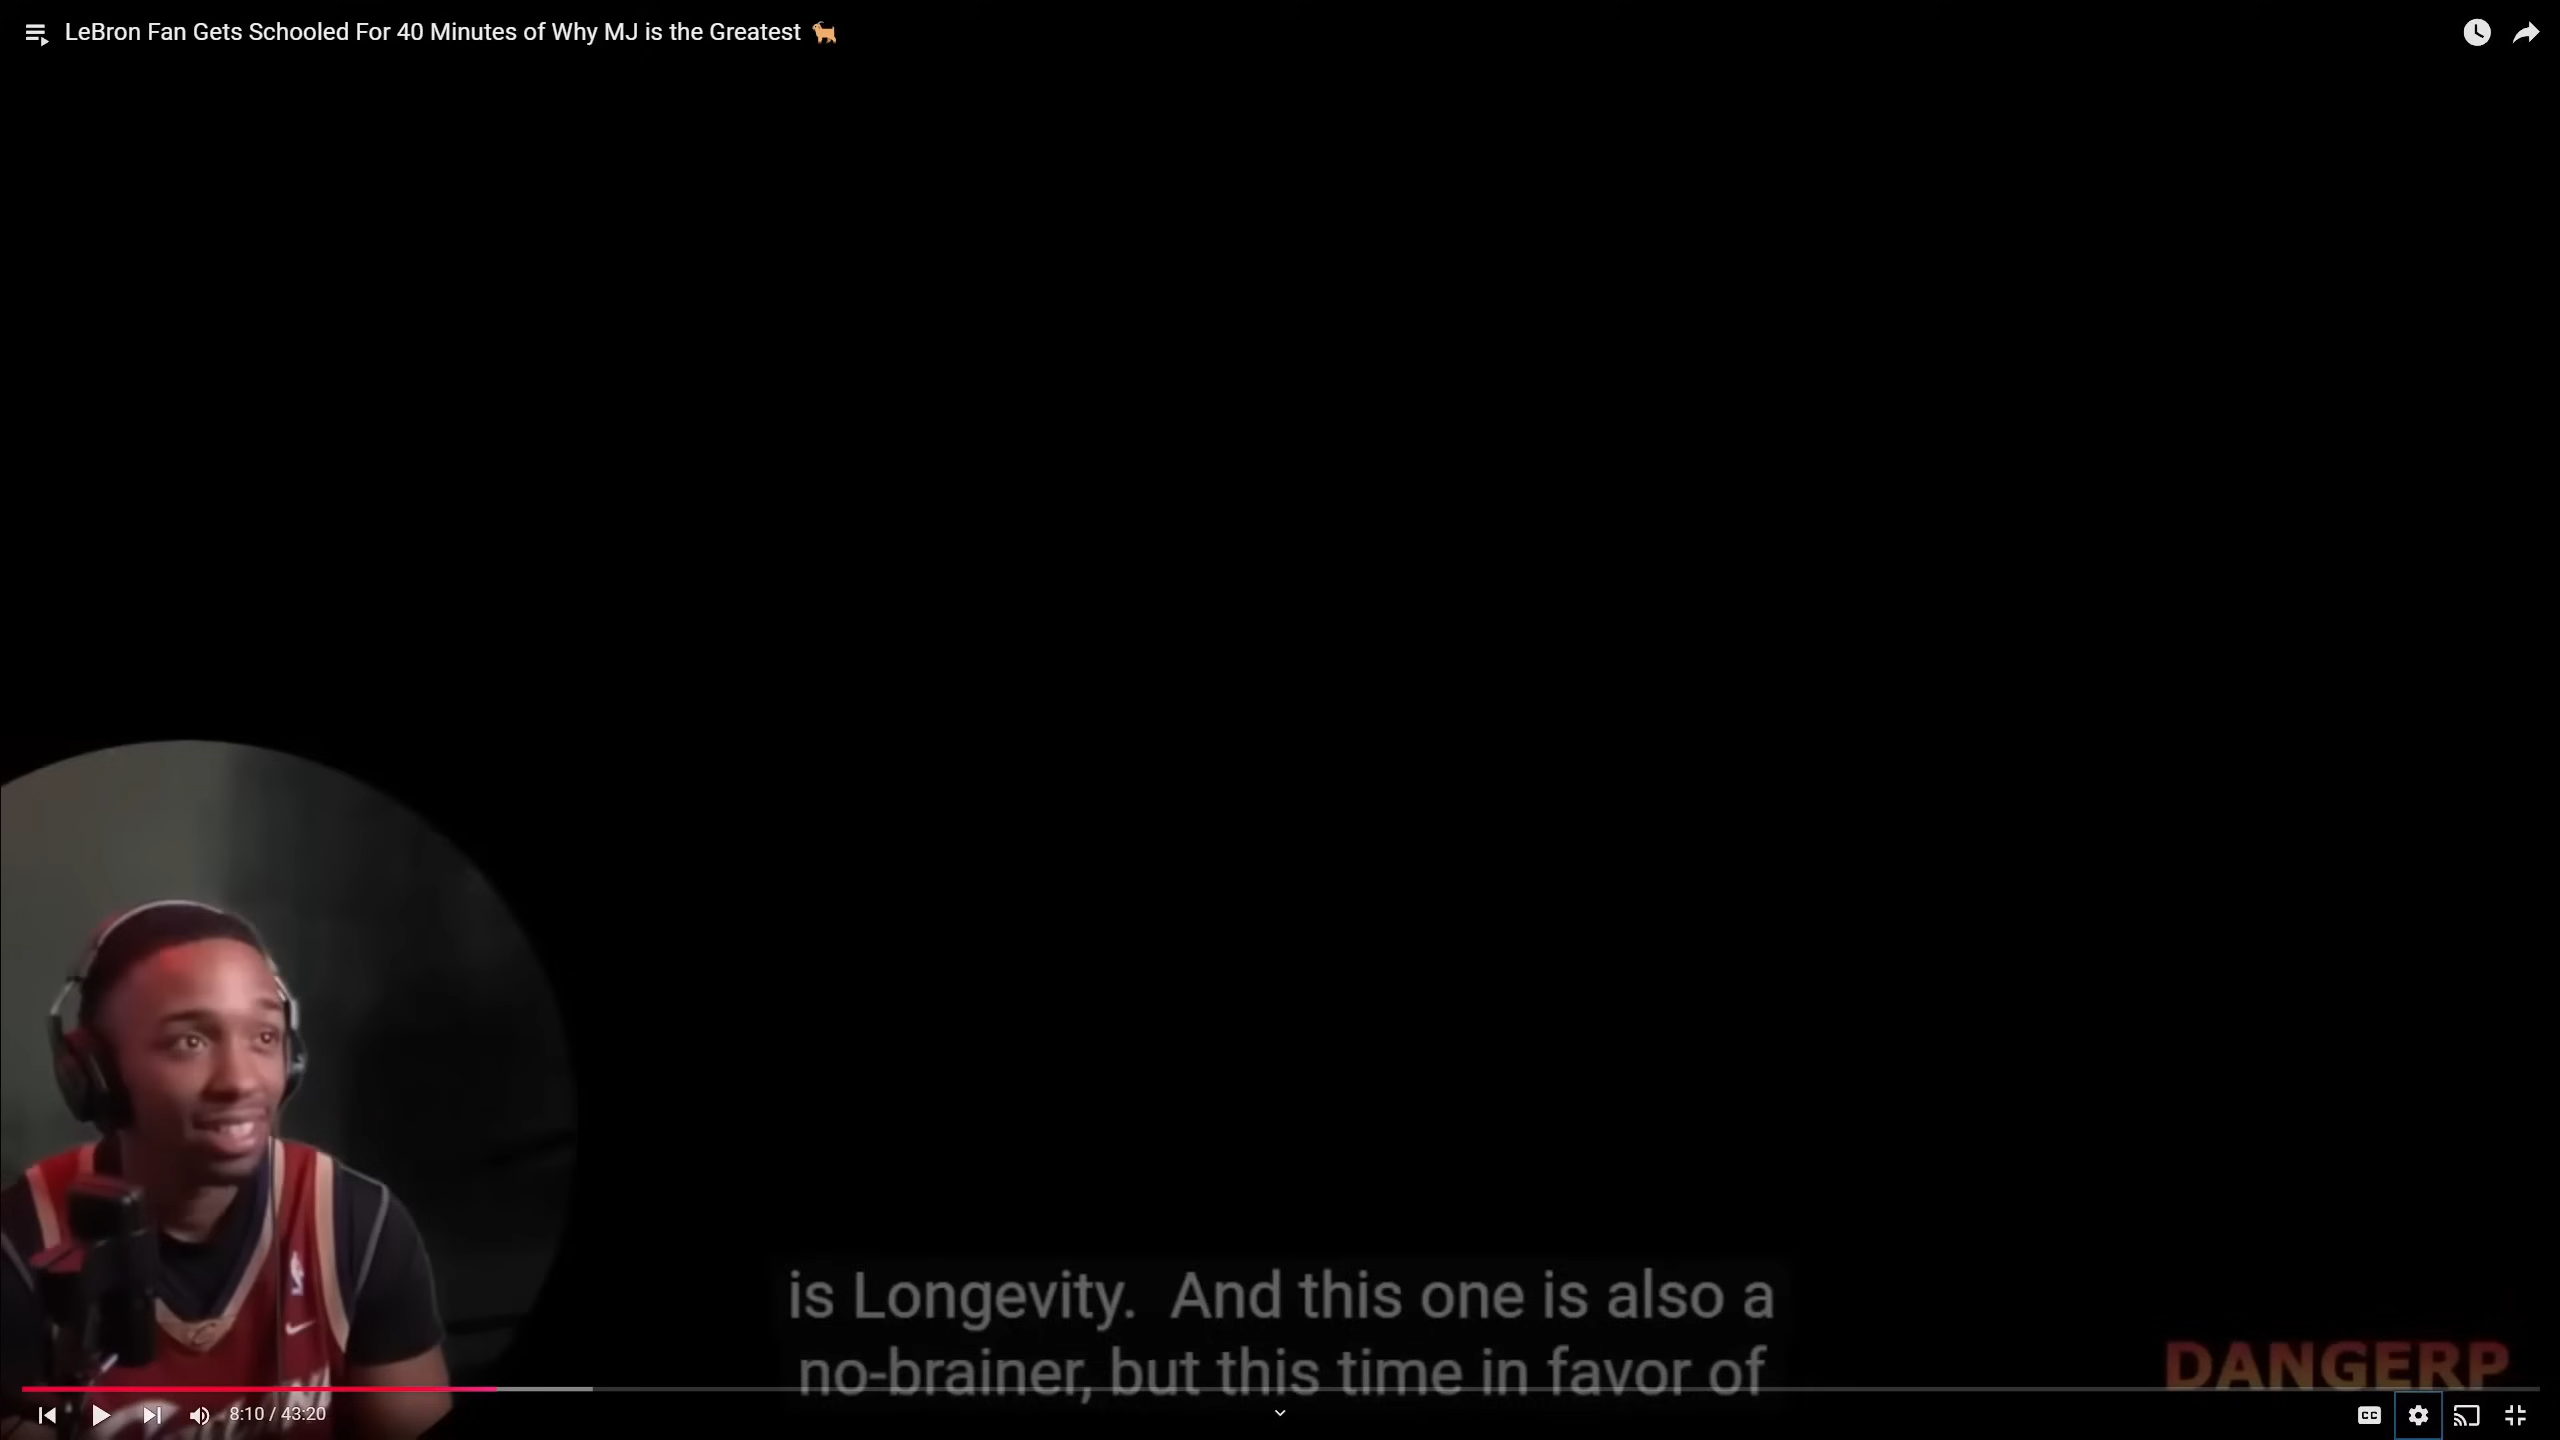 LeBron Fan Gets Schooled For 40 Minutes of Why MJ is the Greatest 🐐
is Longevity. And this one is also a
no-brainer, but this time in favor of
DANGERP
8:10 / 43:20
CC